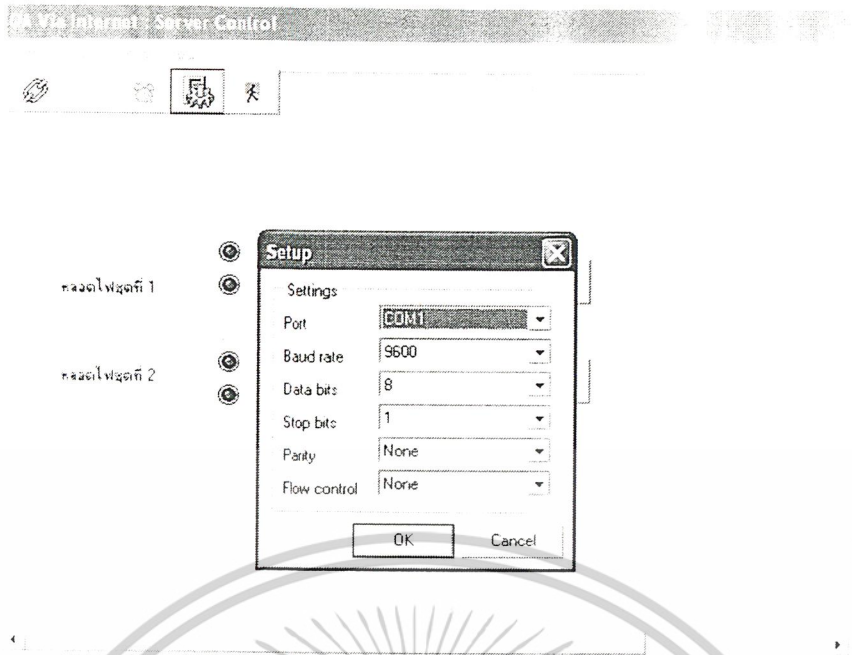 Via Internet : Server Control
Setup
Settings
หลอดไฟชุดที่ 1
Port
COM1
Baud rate
9600
หลอดไฟชุดที่ 2
Data bits
8
Stop bits
1
Parity
None
Flow control
None
OK
Cancel